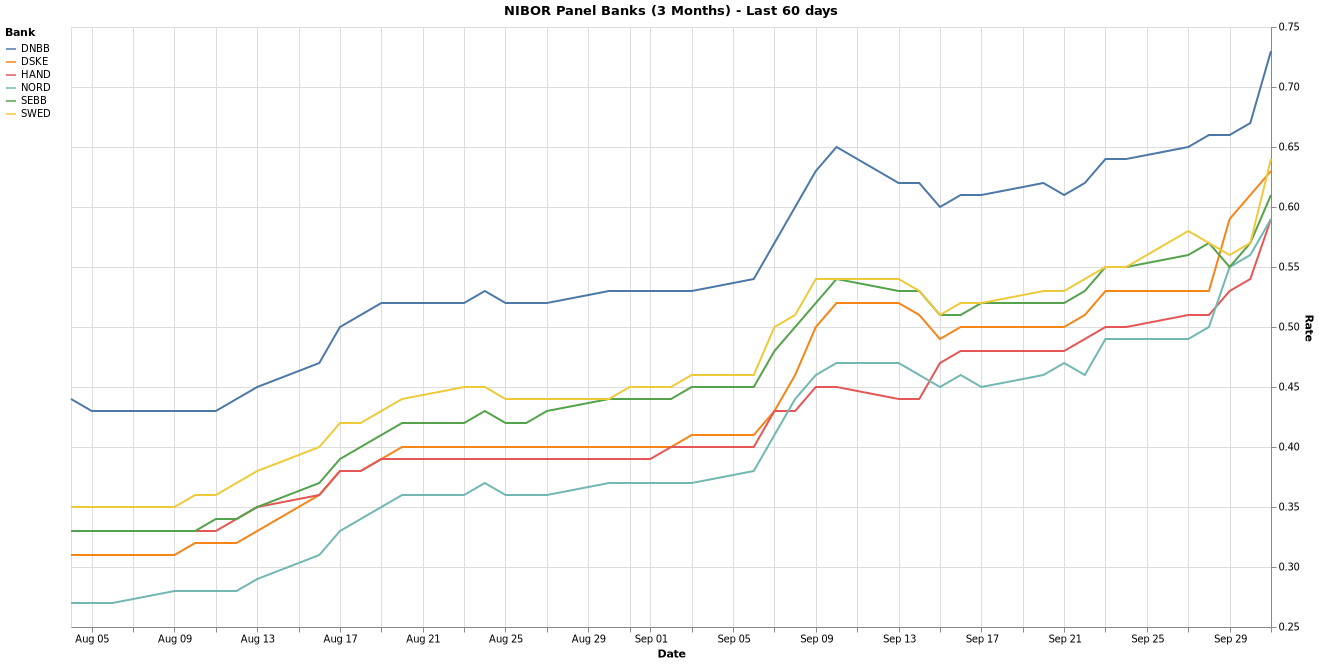 NIBOR Panel Banks (3 Months) - Last 60 days
Bank
DNBB
DSKE
HAND
NORD
SEBB
SWED
0.75
0.70
0.65
0.60
0.55
0.50
0.45
0.40
0.35
0.30
0.25
Rate
Aug 05 Aug 09 Aug 13 Aug 17 Aug 21 Aug 25 Aug 29 Sep 01 Sep 05 Sep 09 Sep 13 Sep 17 Sep 21 Sep 25 Sep 29
Date